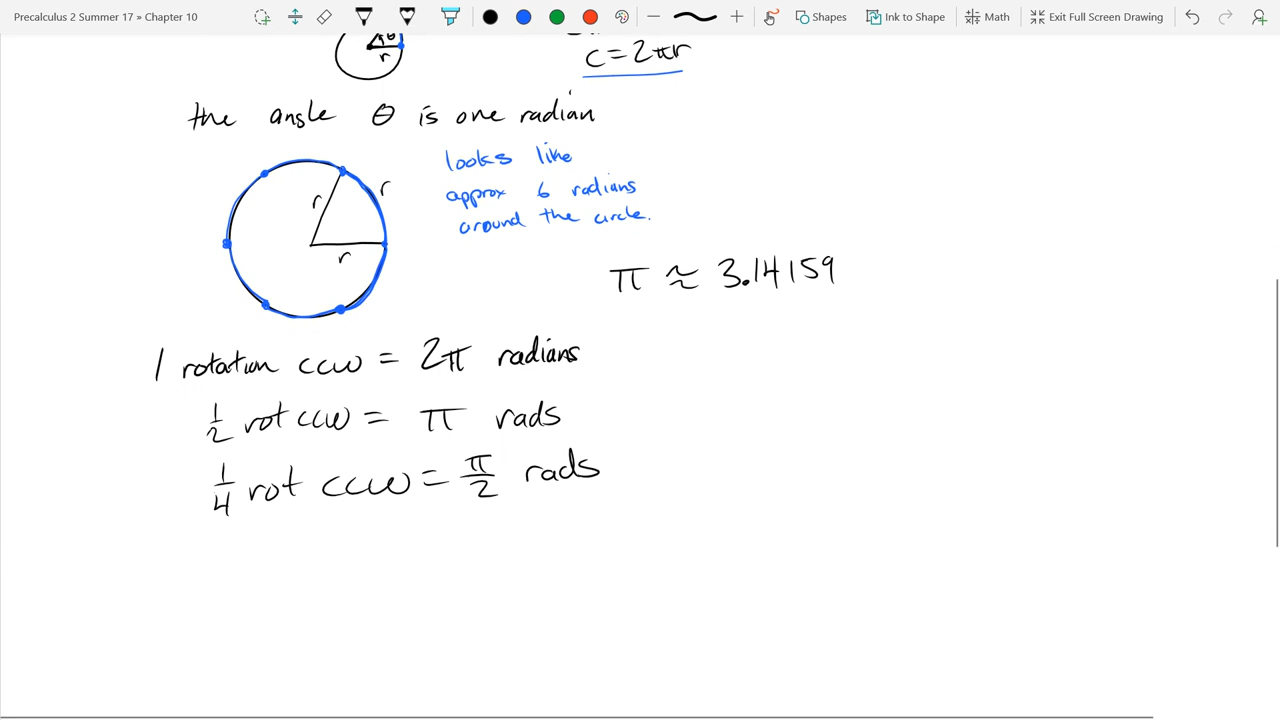 Precalculus 2 Summer 17 » Chapter 10
Shapes
Ink to Shape
Math
Exit Full Screen Drawing
θ
r
C = 2πr
the angle θ is one radian
looks like
approx 6 radians
around the circle.
r
r
r
π ≈ 3.14159
1 rotation ccw = 2π radians
1/2 rot ccw = π rads
1/4 rot ccw = π/2 rads